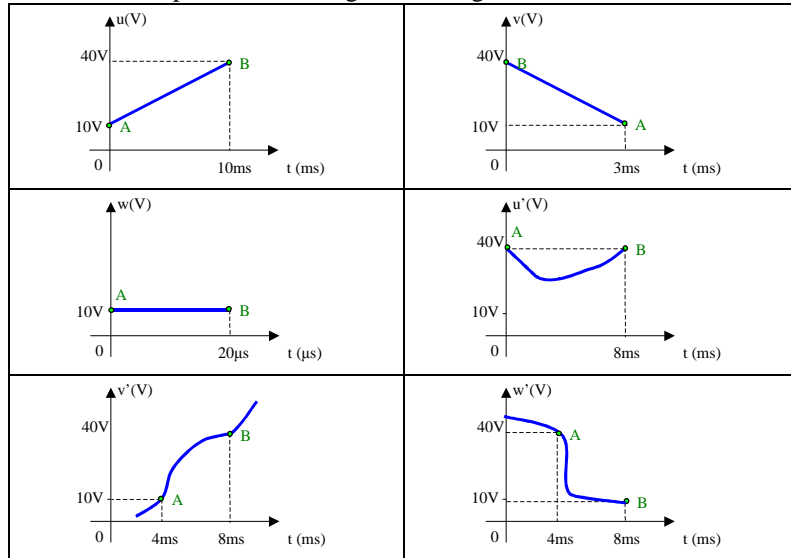 u(V)
40V
B
10V
A
0
10ms
t (ms)
v(V)
40V
B
10V
A
0
3ms
t (ms)
w(V)
A
10V
B
0
20μs
t (μs)
u'(V)
A
40V
B
10V
0
8ms
t (ms)
v'(V)
40V
B
10V
A
0
4ms
8ms
t (ms)
w'(V)
40V
A
10V
B
0
4ms
8ms
t (ms)